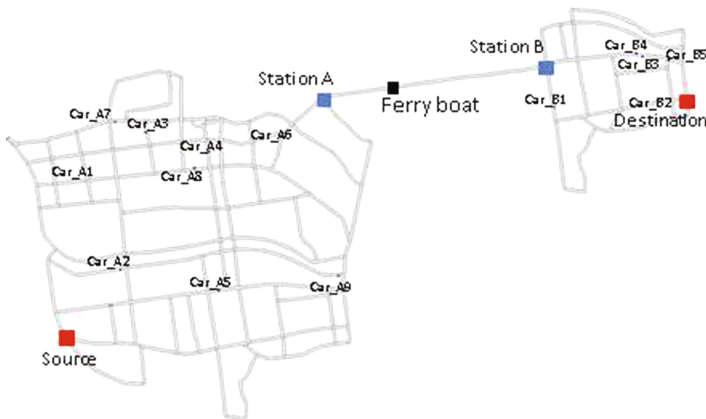 Car_B4
Car_B5
Station B
Car_B3
Station A
Car_B1
Car_B2
Ferry boat
Destination
Car_A7
Car_A3
Car_A6
Car_A4
Car_A1
Car_A8
Car_A2
Car_A5
Car_A9
Source